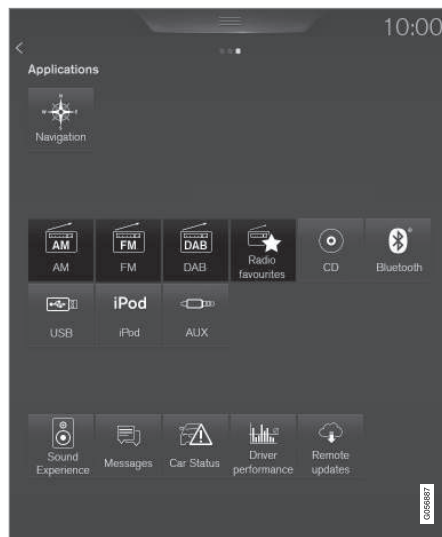 10:00
Applications
Navigation
AM FM DAB
AM FM DAB Radio favourites CD Bluetooth
iPod
USB iPod AUX
Sound Experience Messages Car Status Driver performance Remote updates
G056887